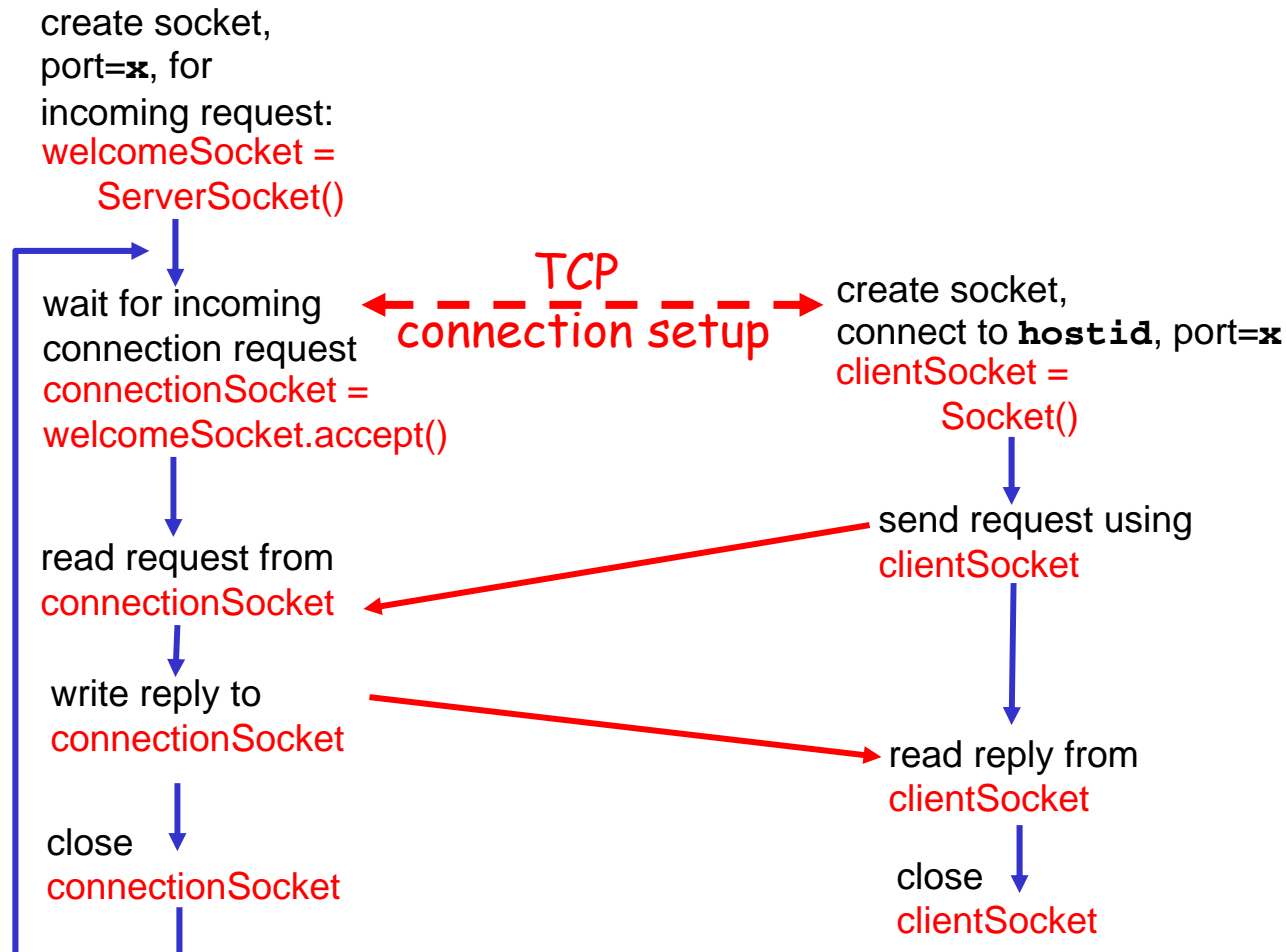 create socket,
port=x, for
incoming request:
welcomeSocket =
ServerSocket()
wait for incoming
connection request
connectionSocket =
welcomeSocket.accept()
read request from
connectionSocket
write reply to
connectionSocket
close
connectionSocket
TCP
connection setup
create socket,
connect to hostid, port=x
clientSocket =
Socket()
send request using
clientSocket
read reply from
clientSocket
close
clientSocket